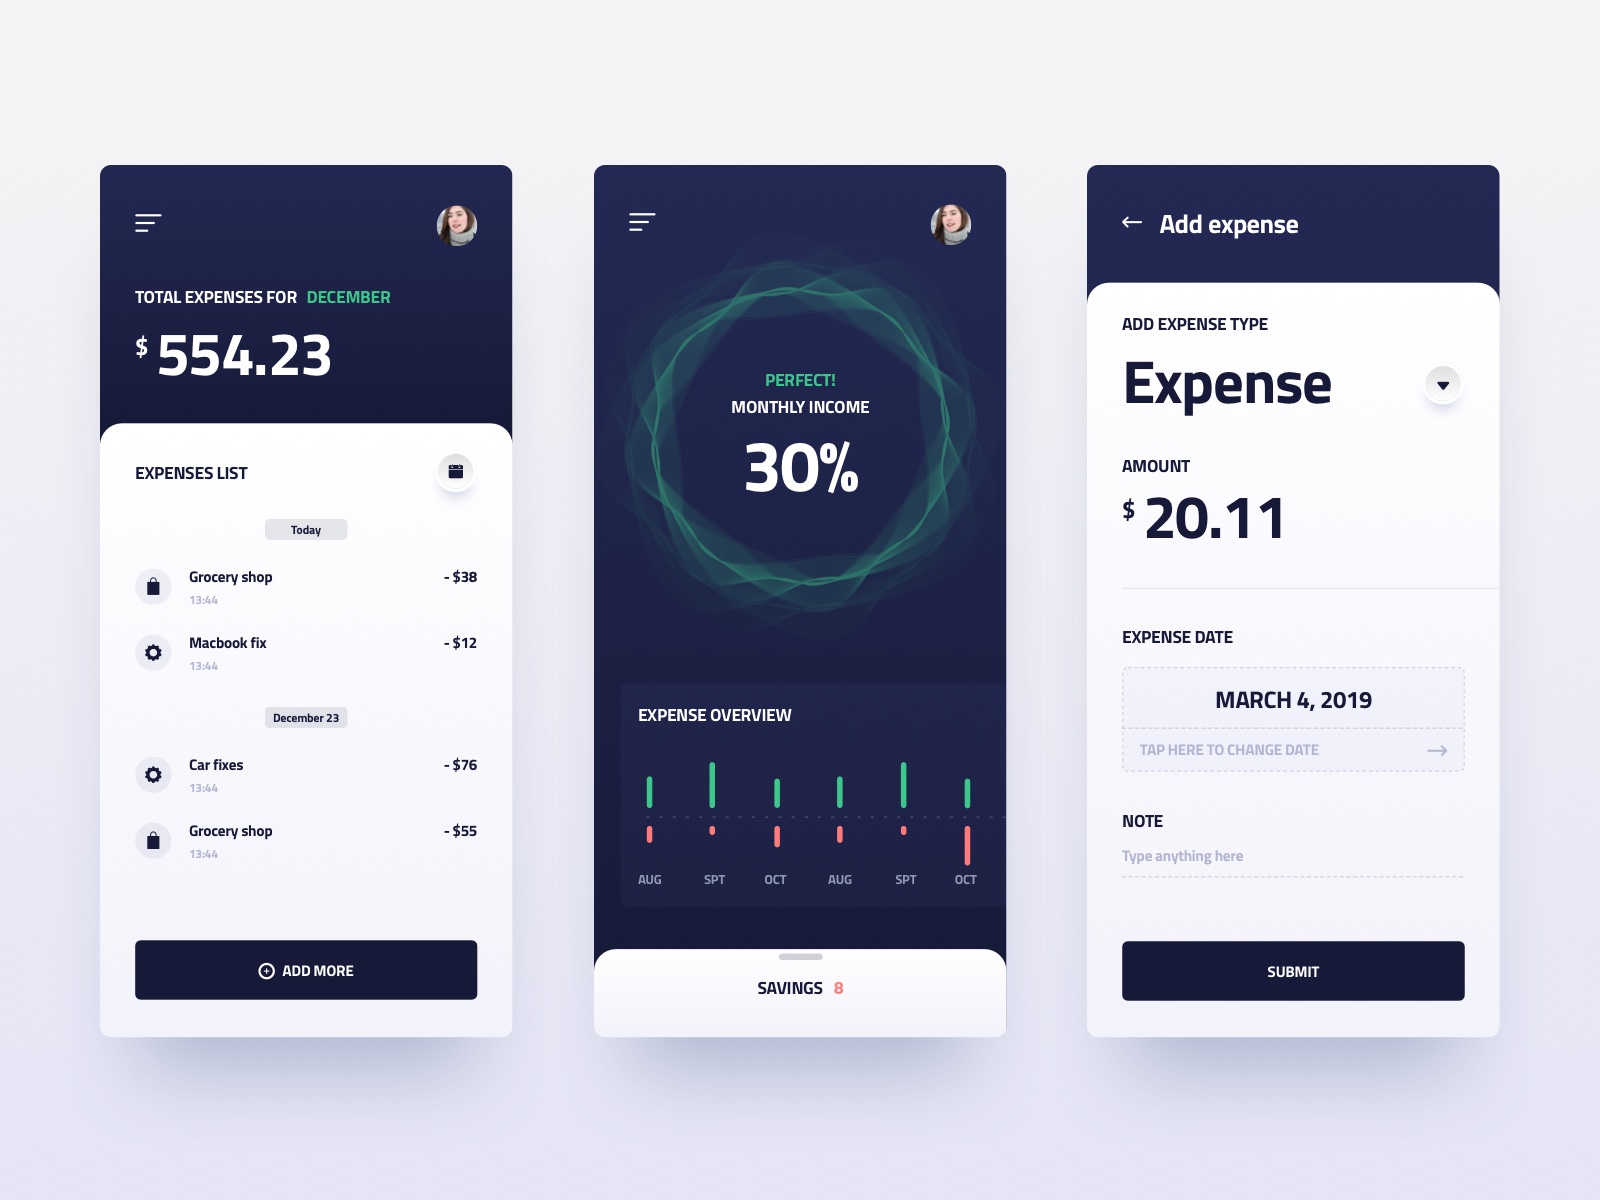 TOTAL EXPENSES FOR DECEMBER
$ 554.23
EXPENSES LIST
Today
Grocery shop - $38
13:44
Macbook fix - $12
13:44
December 23
Car fixes - $76
13:44
Grocery shop - $55
13:44
ADD MORE
PERFECT!
MONTHLY INCOME
30%
EXPENSE OVERVIEW
AUG SPT OCT AUG SPT OCT
SAVINGS 8
Add expense
ADD EXPENSE TYPE
Expense
AMOUNT
$ 20.11
EXPENSE DATE
MARCH 4, 2019
TAP HERE TO CHANGE DATE
NOTE
Type anything here
SUBMIT